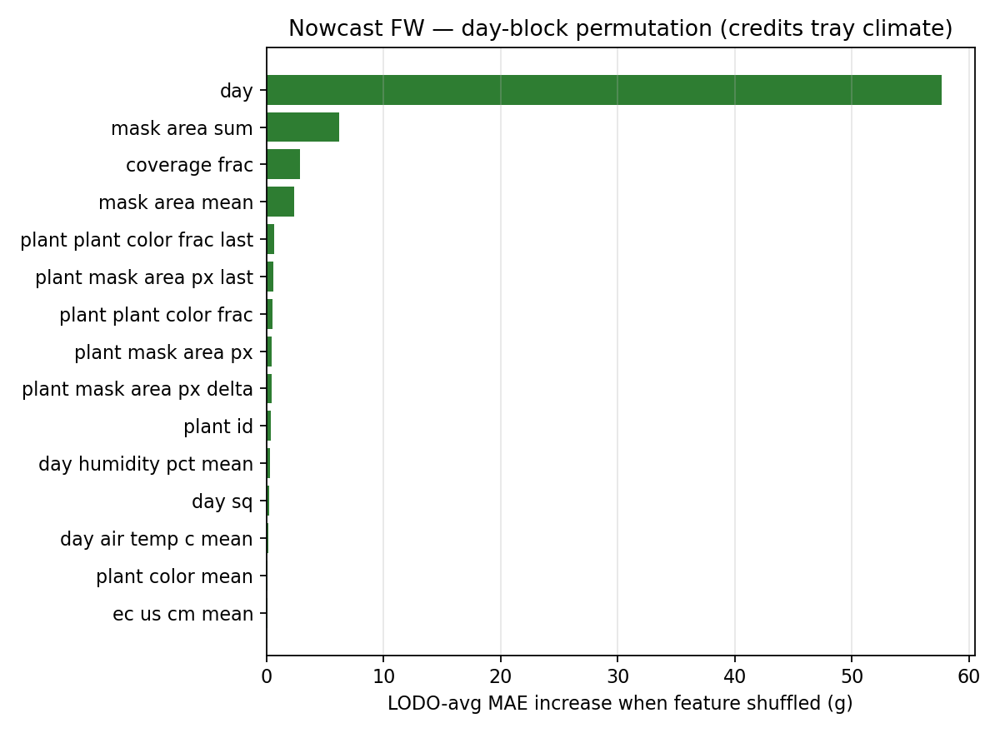 Nowcast FW — day-block permutation (credits tray climate)
day
mask area sum
coverage frac
mask area mean
plant plant color frac last
plant mask area px last
plant plant color frac
plant mask area px
plant mask area px delta
plant id
day humidity pct mean
day sq
day air temp c mean
plant color mean
ec us cm mean
0 10 20 30 40 50 60
LODO-avg MAE increase when feature shuffled (g)